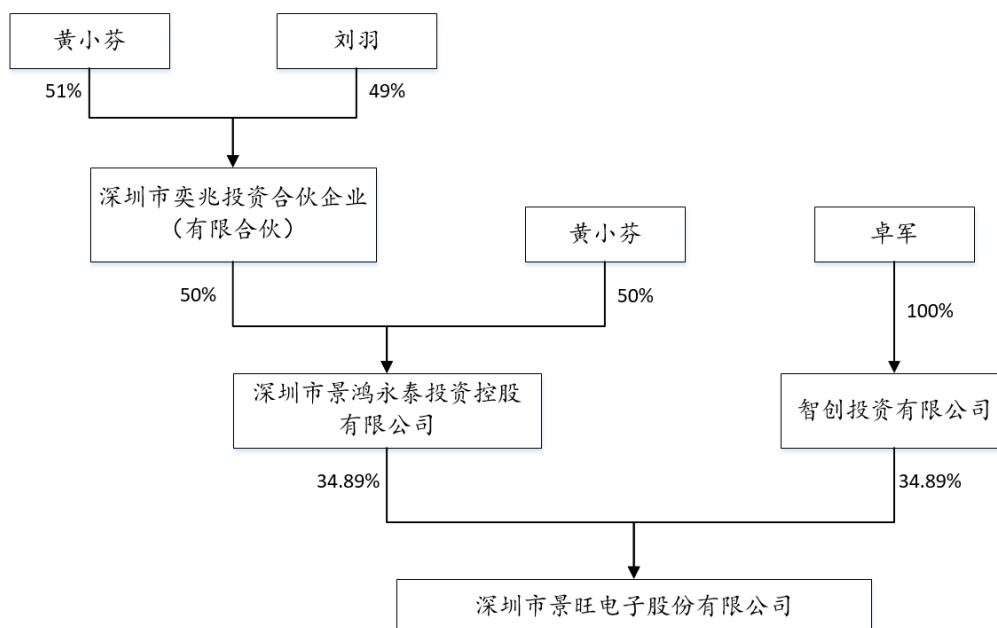 黄小芬
刘羽
51%
49%
深圳市奕兆投资合伙企业
（有限合伙）
黄小芬
卓军
50%
50%
100%
深圳市景鸿永泰投资控股
有限公司
智创投资有限公司
34.89%
34.89%
深圳市景旺电子股份有限公司